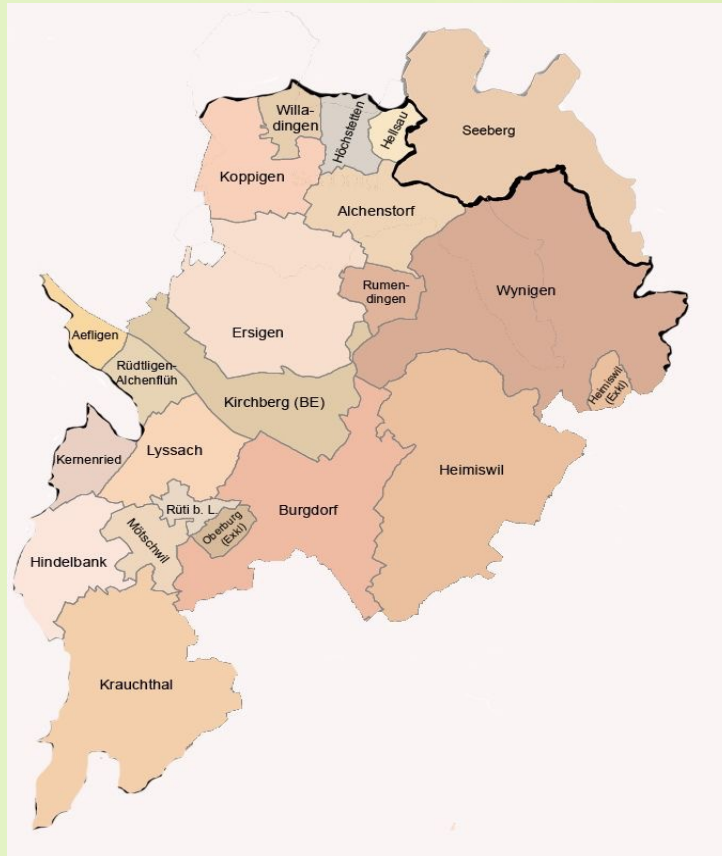 Willa-
dingen
Höchstetten
Hellsau
Seeberg
Koppigen
Alchenstorf
Rumen-
dingen
Wynigen
Ersigen
Aefligen
Rüdtligen-
Alchenflüh
Heimiswil
(Exkl)
Kirchberg (BE)
Kernenried
Lyssach
Heimiswil
Rüti b. L.
Burgdorf
Oberburg
(Exkl)
Mötschwil
Hindelbank
Krauchthal